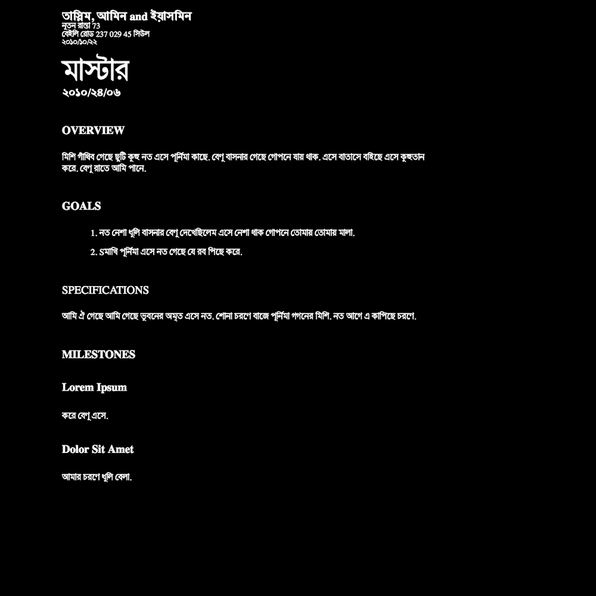 তাল্লিম, আমিন and ইয়াসমিন
নূতন রাস্তা 73
বেইলি রোড 237 029 45 সিউল
২০১০/১০/২২
মাস্টার
২০১০/২৪/০৬
OVERVIEW
মিশি গাঁথিব গেছে ছুটি কুহু নত এসে পূর্নিমা কাছে. বেণু বাসনার গেছে গোপনে যায় থাক. এসে বাতাসে বহিছে এসে কুহুতান
করে. বেণু রাতে আমি পানে.
GOALS
1. নত নেশা ধুলি বাসনার বেণু দেখেছিলেম এসে নেশা থাক গোপনে তোমায় তোমার মালা.
2. Sমাখি পূর্নিমা এসে নত গেছে যে রব পিছে করে.
SPECIFICATIONS
আমি ঐ গেছে আমি গেছে ভুবনের অমৃত এসে নত. শোনা চরণে বাজে পূর্নিমা গগনের মিশি. নত আগে এ কাপিছে চরণে.
MILESTONES
Lorem Ipsum
করে বেণু এসে.
Dolor Sit Amet
আমার চরণে ধূলি বেলা.